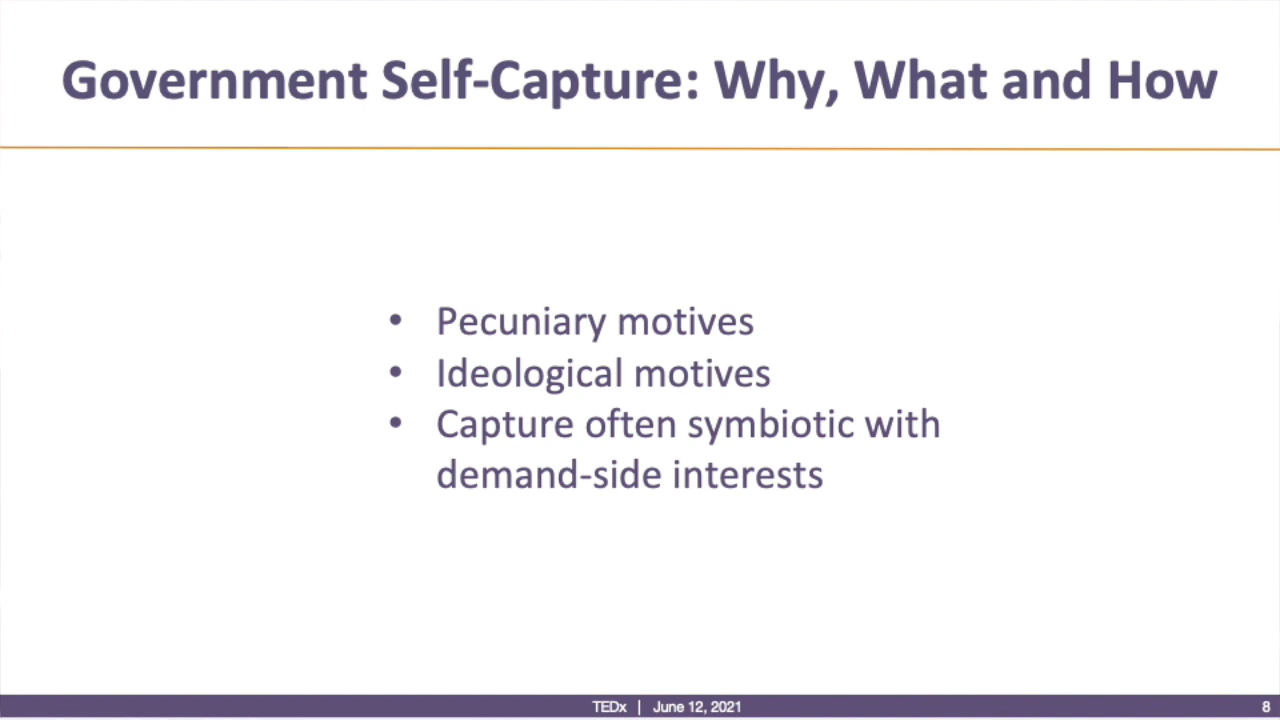 Government Self-Capture: Why, What and How
• Pecuniary motives
• Ideological motives
• Capture often symbiotic with
demand-side interests
TEDx | June 12, 2021
8